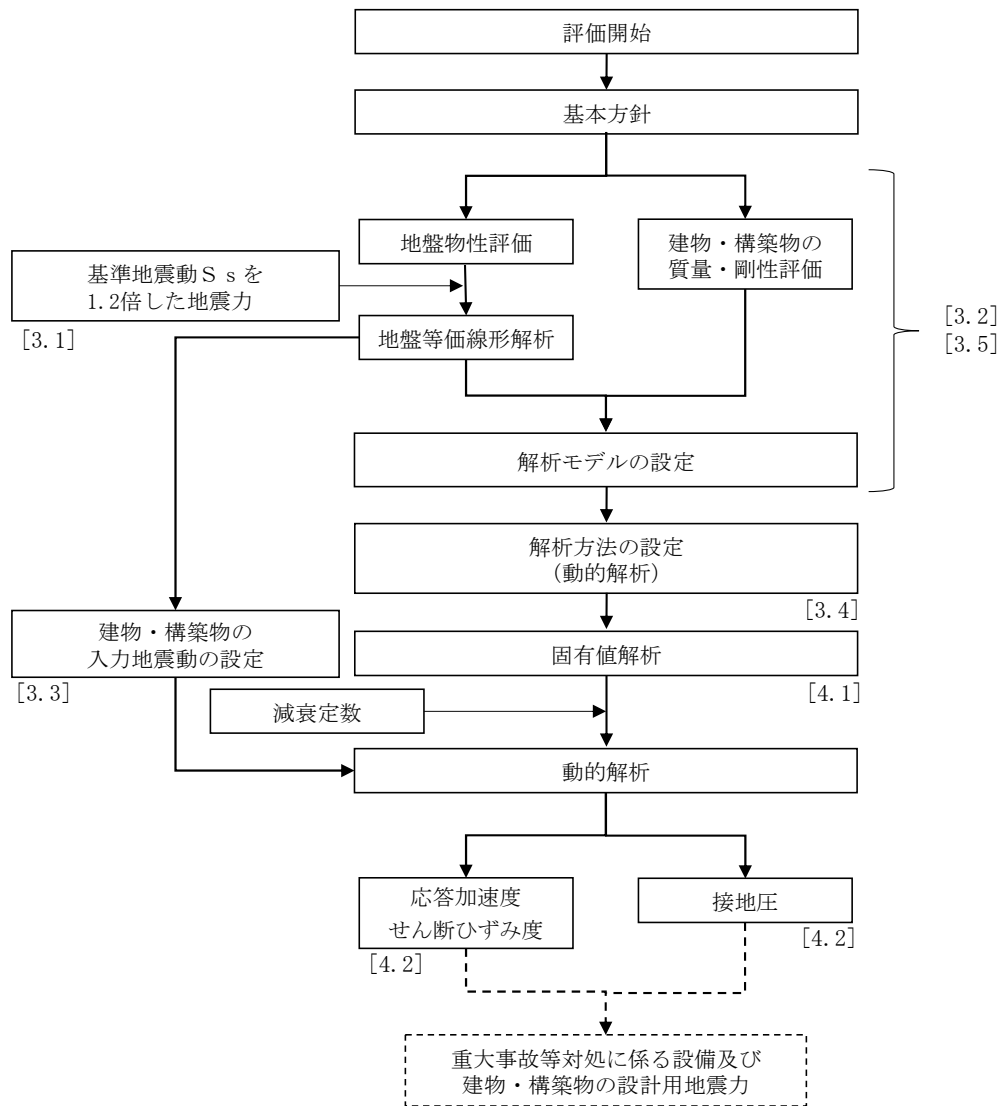 評価開始
基本方針
地盤物性評価
建物・構築物の
質量・剛性評価
基準地震動Ｓｓを
1.2倍した地震力
[3.1]
[3.2]
[3.5]
地盤等価線形解析
解析モデルの設定
解析方法の設定
(動的解析)
[3.4]
建物・構築物の
入力地震動の設定
[3.3]
固有値解析
[4.1]
減衰定数
動的解析
応答加速度
せん断ひずみ度
[4.2]
接地圧
[4.2]
重大事故等対処に係る設備及び
建物・構築物の設計用地震力